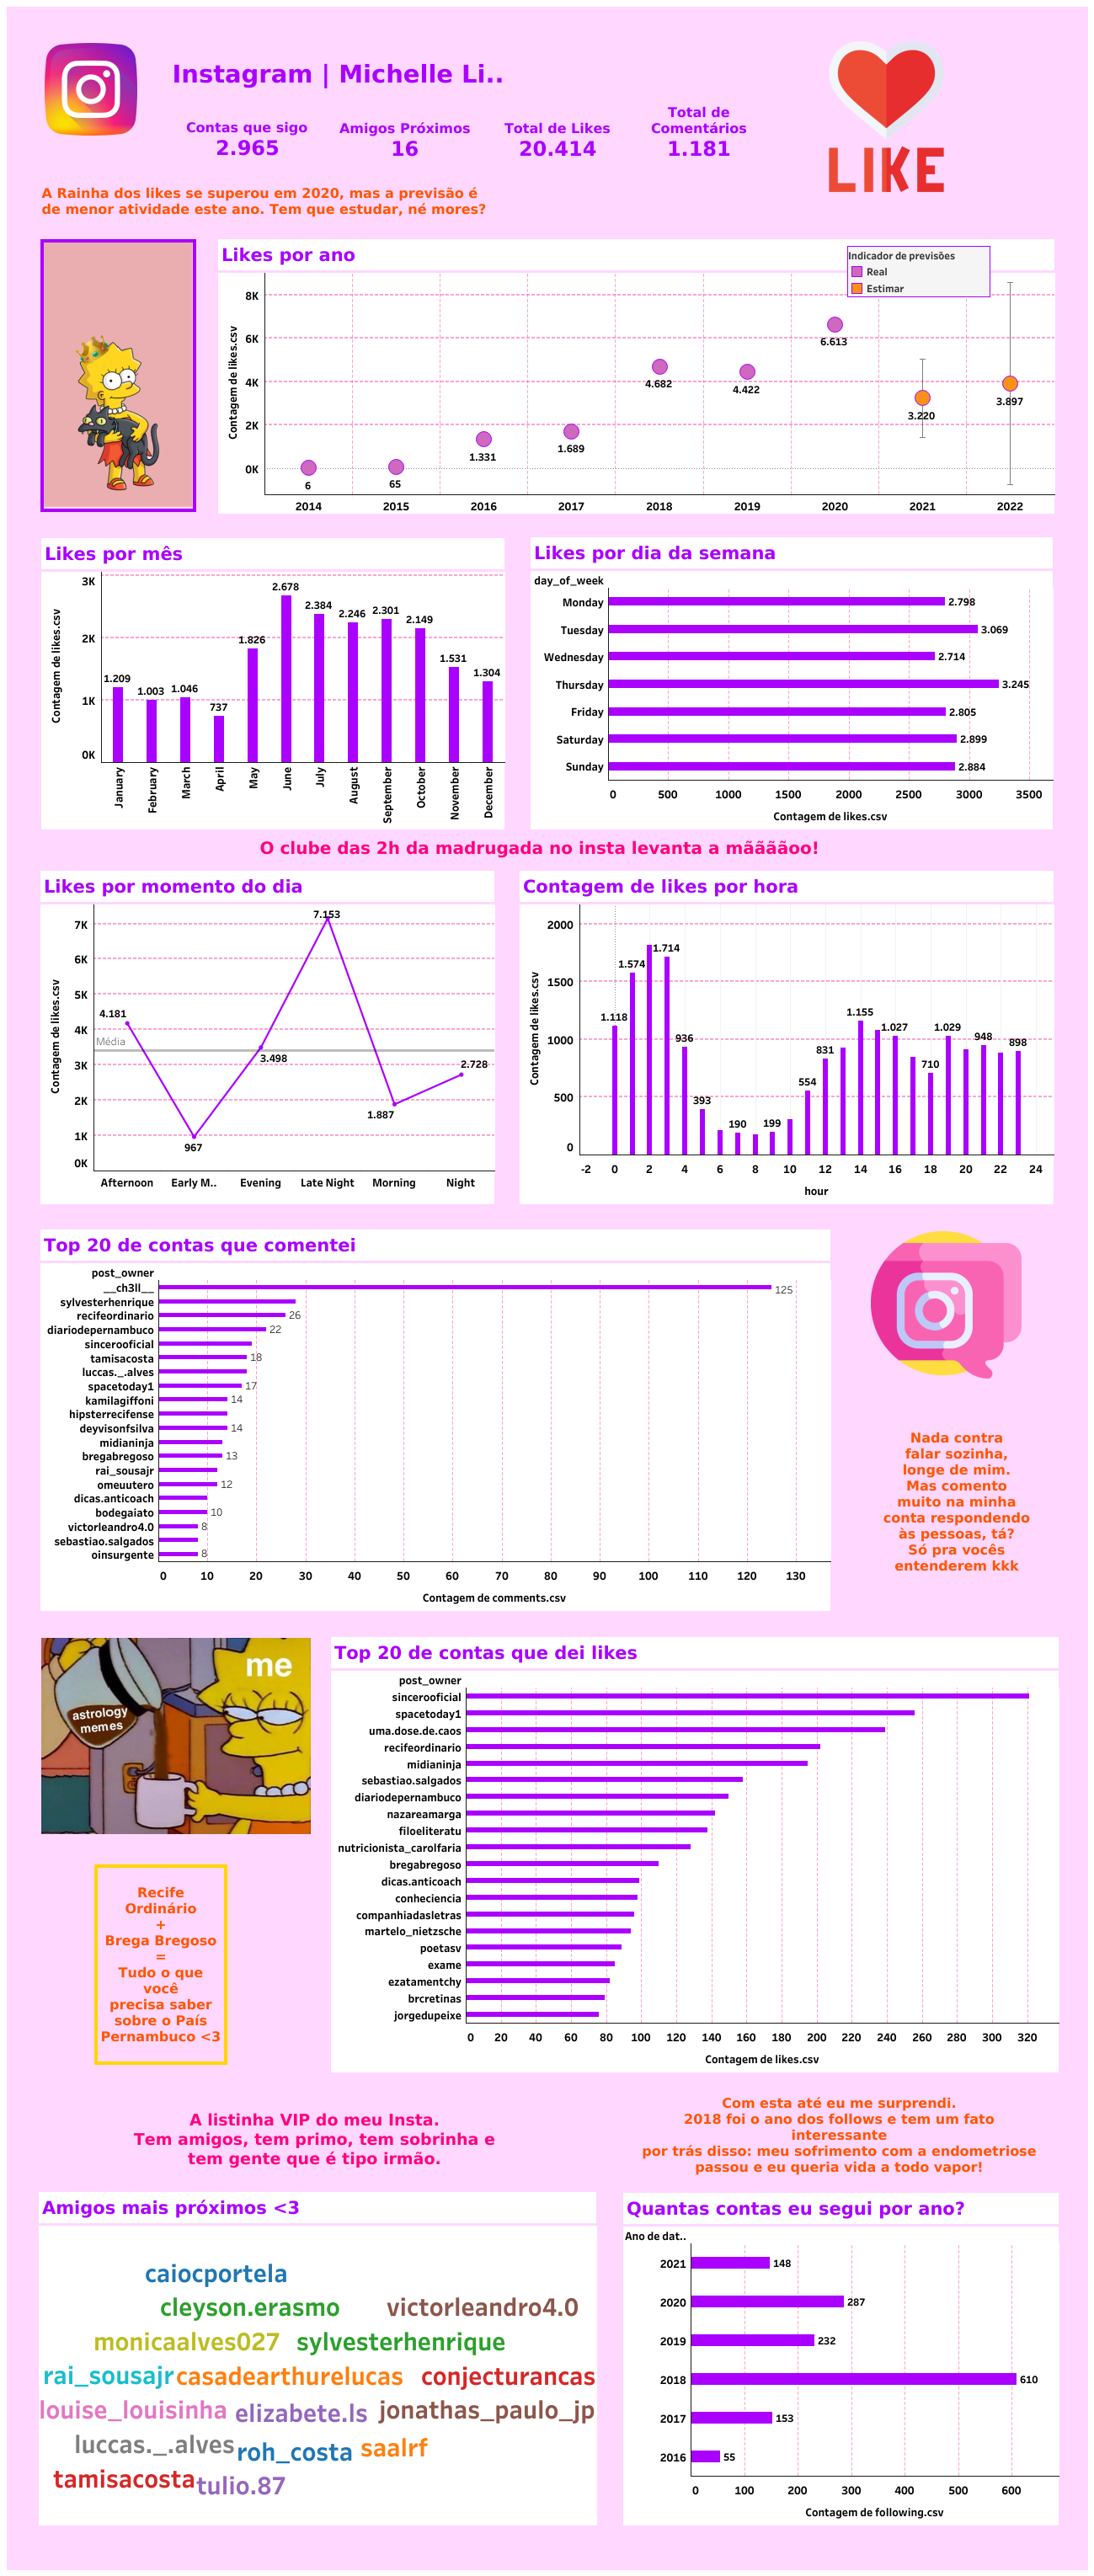 Instagram | Michelle Li..
Contas que sigo
2.965
Amigos Próximos
16
Total de Likes
20.414
Total de
Comentários
1.181
LIKE
A Rainha dos likes se superou em 2020, mas a previsão é
de menor atividade este ano. Tem que estudar, né mores?
Likes por ano
Indicador de previsões
Real
Estimar
Contagem de likes.csv
8K
6K
4K
2K
0K
6
65
1.331
1.689
4.682
4.422
6.613
3.220
3.897
2014 2015 2016 2017 2018 2019 2020 2021 2022
Likes por mês
Contagem de likes.csv
3K
2K
1K
0K
1.209
1.003
1.046
737
1.826
2.678
2.384
2.246
2.301
2.149
1.531
1.304
January
February
March
April
May
June
July
August
September
October
November
December
Likes por dia da semana
day_of_week
Monday 2.798
Tuesday 3.069
Wednesday 2.714
Thursday 3.245
Friday 2.805
Saturday 2.899
Sunday 2.884
0 500 1000 1500 2000 2500 3000 3500
Contagem de likes.csv
O clube das 2h da madrugada no insta levanta a mããããoo!
Likes por momento do dia
Contagem de likes.csv
7K
6K
5K
4K
3K
2K
1K
0K
Média
4.181
967
3.498
7.153
1.887
2.728
Afternoon Early M.. Evening Late Night Morning Night
Contagem de likes por hora
Contagem de likes.csv
2000
1500
1000
500
0
1.118
1.574
1.714
936
393
190
199
554
831
1.155
1.027
710
1.029
948
898
-2 0 2 4 6 8 10 12 14 16 18 20 22 24
hour
Top 20 de contas que comentei
post_owner
__ch3ll__ 125
sylvesterhenrique
recifeordinario 26
diariodepernambuco 22
sincerooficial
tamisacosta 18
luccas._.alves
spacetoday1 17
kamilagiffoni 14
hipsterrecifense
deyvisonfsilva 14
midianinja
bregabregoso 13
rai_sousajr
omeuutero 12
dicas.anticoach
bodegaiato 10
victorleandro4.0 8
sebastiao.salgados
oinsurgente 8
0 10 20 30 40 50 60 70 80 90 100 110 120 130
Contagem de comments.csv
Nada contra
falar sozinha,
longe de mim.
Mas comento
muito na minha
conta respondendo
às pessoas, tá?
Só pra vocês
entenderem kkk
me
astrology
memes
Recife
Ordinário
+
Brega Bregoso
=
Tudo o que
você
precisa saber
sobre o País
Pernambuco <3
Top 20 de contas que dei likes
post_owner
sincerooficial
spacetoday1
uma.dose.de.caos
recifeordinario
midianinja
sebastiao.salgados
diariodepernambuco
nazareamarga
filoeliteratu
nutricionista_carolfaria
bregabregoso
dicas.anticoach
conheciencia
companhiadasletras
martelo_nietzsche
poetasv
exame
ezatamentchy
brcretinas
jorgedupeixe
0 20 40 60 80 100 120 140 160 180 200 220 240 260 280 300 320
Contagem de likes.csv
A listinha VIP do meu Insta.
Tem amigos, tem primo, tem sobrinha e
tem gente que é tipo irmão.
Com esta até eu me surprendi.
2018 foi o ano dos follows e tem um fato
interessante
por trás disso: meu sofrimento com a endometriose
passou e eu queria vida a todo vapor!
Amigos mais próximos <3
caiocportela
cleyson.erasmo victorleandro4.0
monicaalves027 sylvesterhenrique
rai_sousajr casadearthurelucas conjecturancas
louise_louisinha elizabete.ls jonathas_paulo_jp
luccas._.alves roh_costa saalrf
tamisacosta tulio.87
Quantas contas eu segui por ano?
Ano de dat..
2021 148
2020 287
2019 232
2018 610
2017 153
2016 55
0 100 200 300 400 500 600
Contagem de following.csv